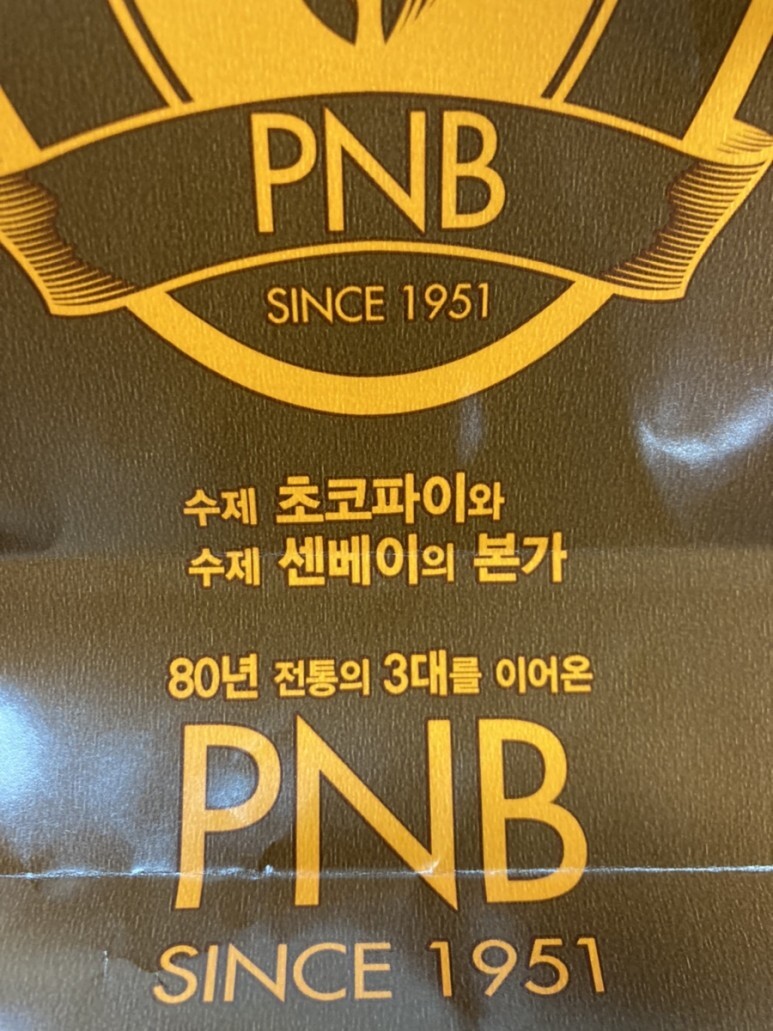 PNB
SINCE 1951
수제 초코파이와
수제 센베이의 본가
80년 전통의 3대를 이어온
PNB
SINCE 1951